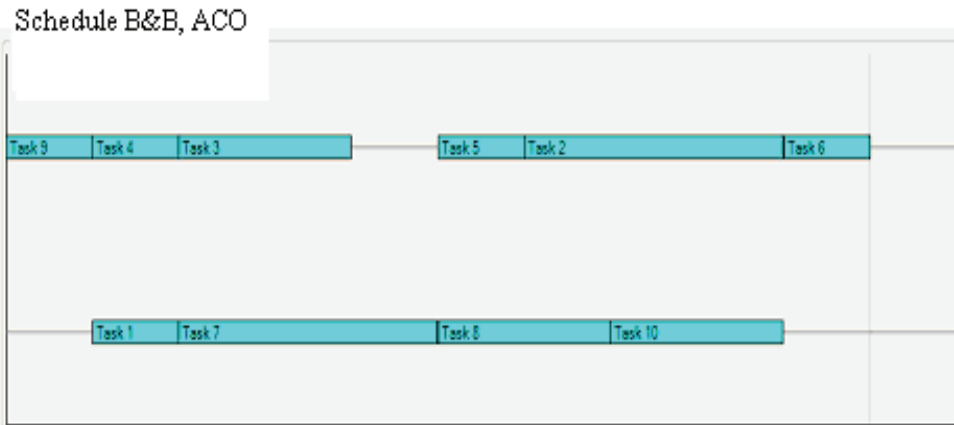 Schedule B&B, ACO
Task 9 Task 4 Task 3 Task 5 Task 2 Task 6
Task 1 Task 7 Task 8 Task 10